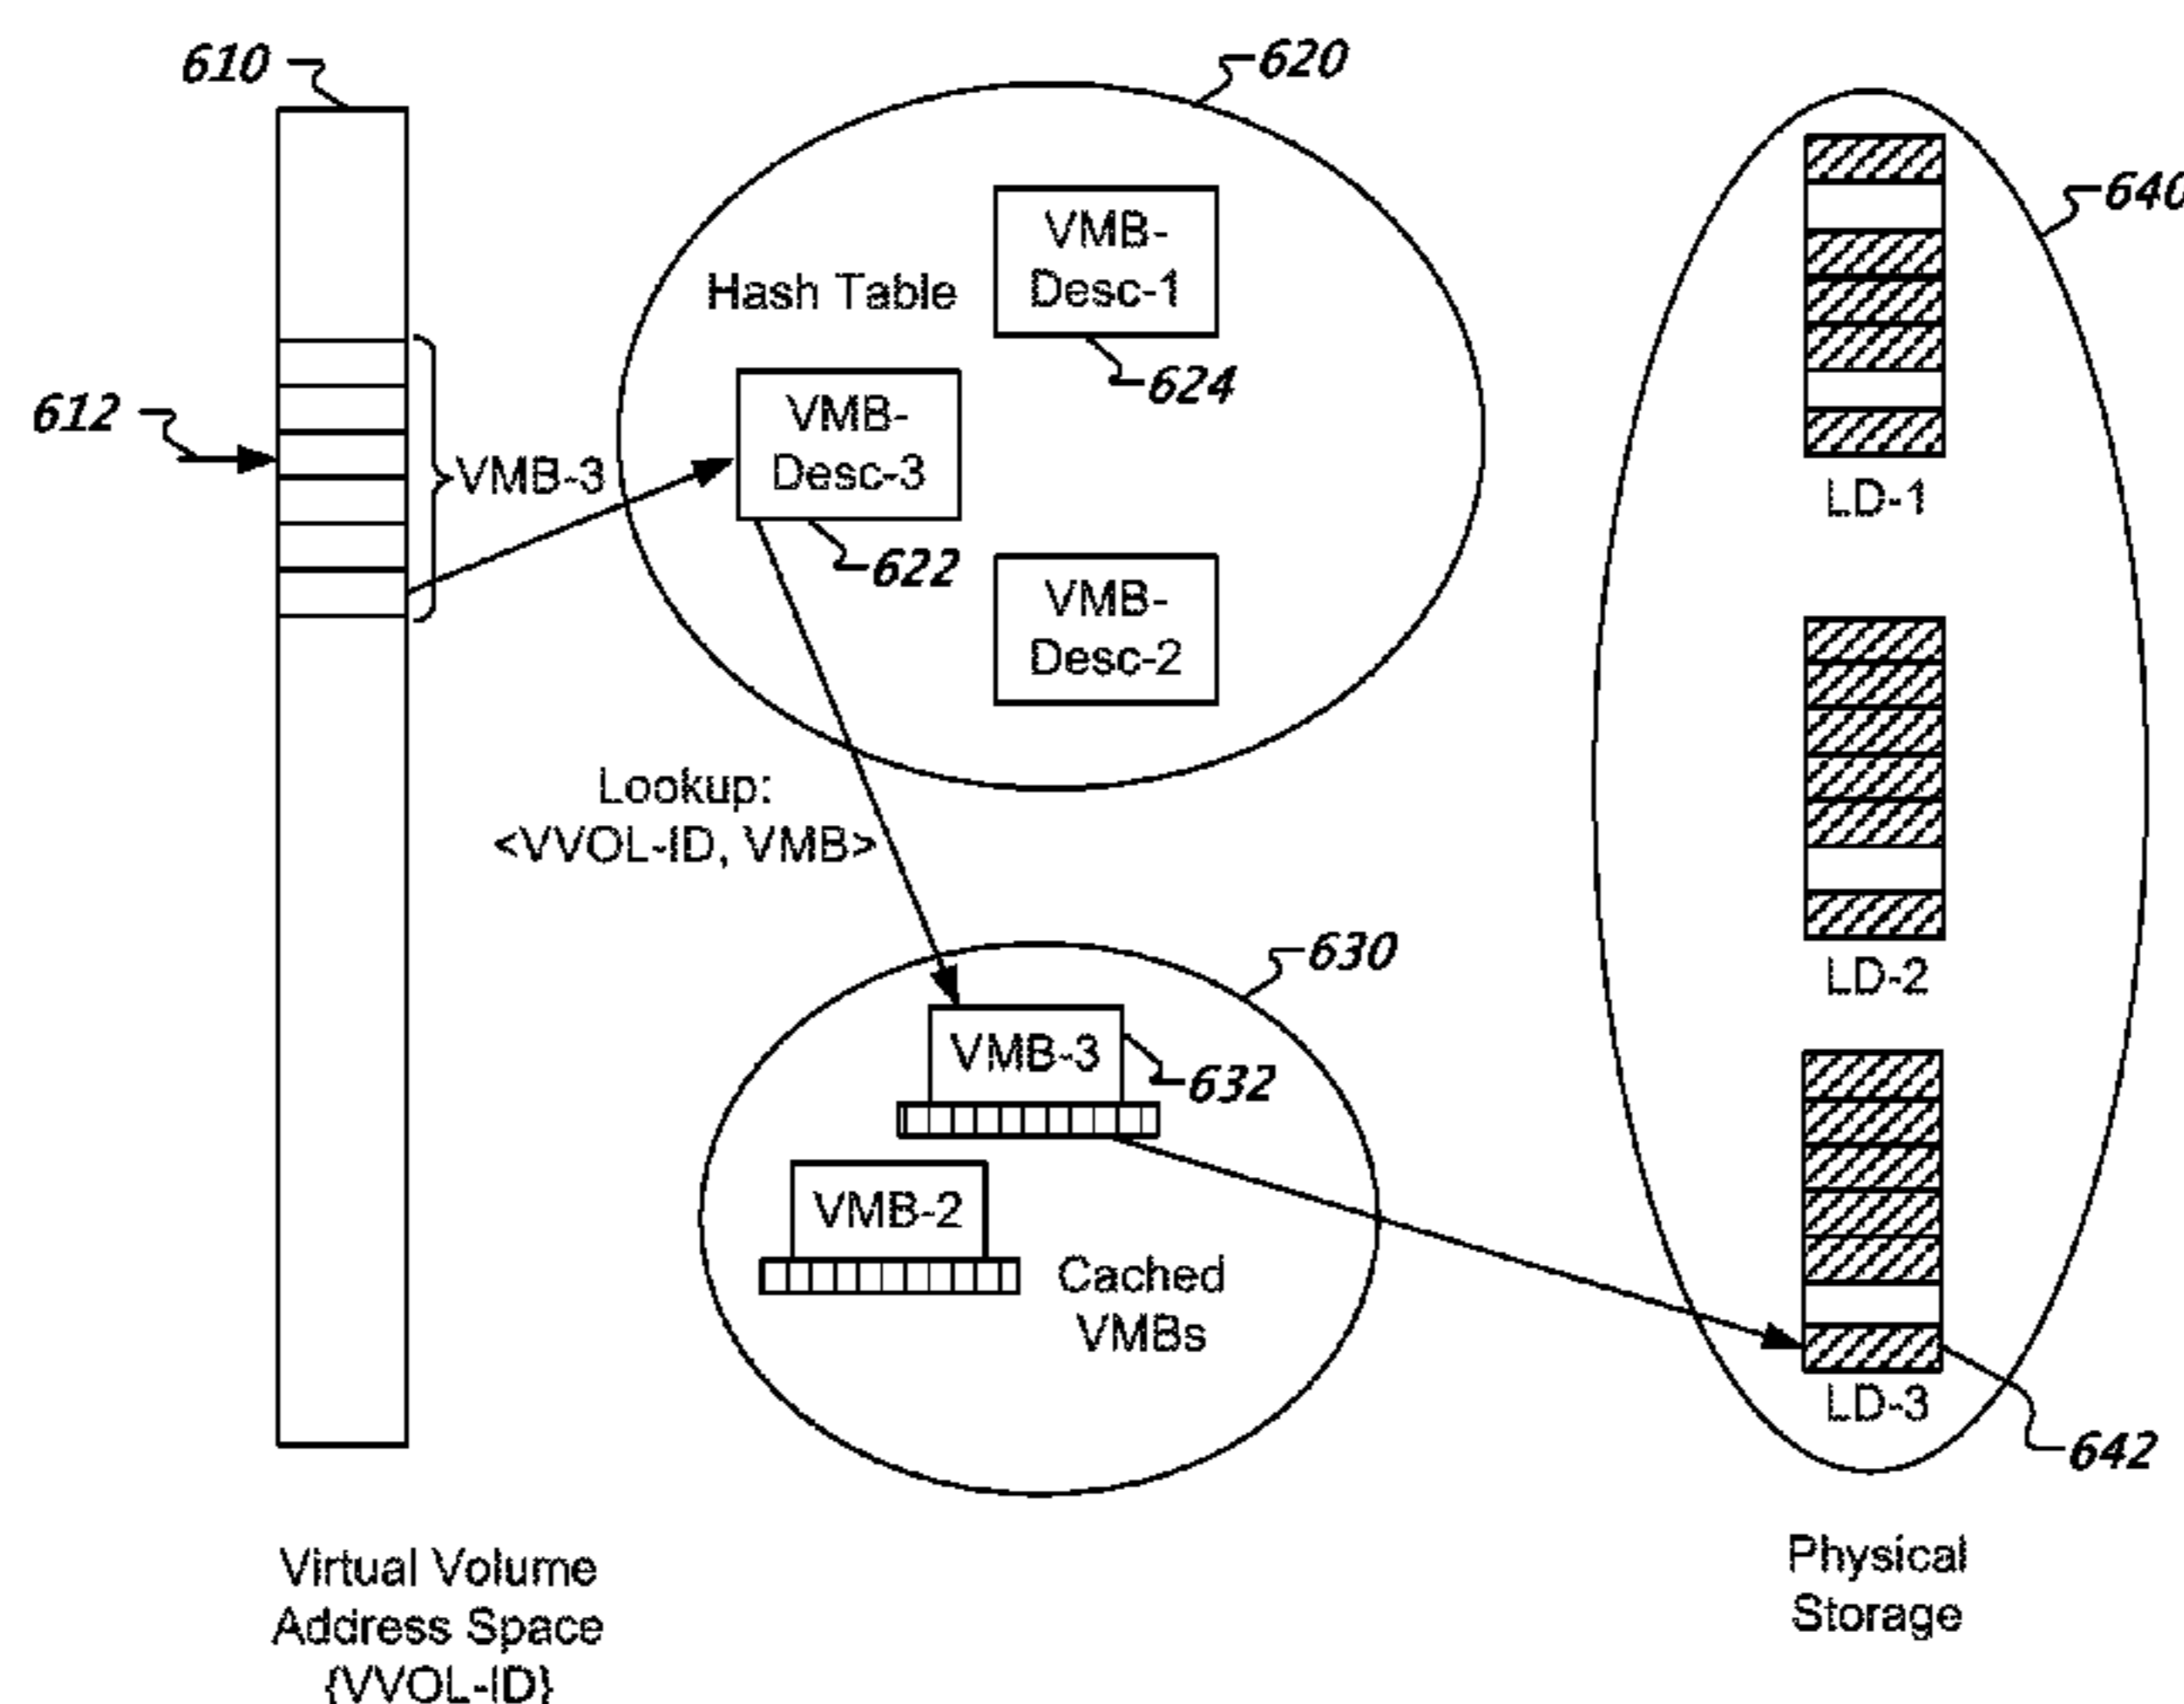 610
620
640
VMB-
Desc-1
Hash Table
624
612
VMB-
Desc-3
VMB-3
LD-1
622
VMB-
Desc-2
Lookup:
<VVOL-ID, VMB>
630
LD-2
VMB-3
632
VMB-2
Cached
VMBs
LD-3
642
Virtual Volume
Address Space
{VVOL-ID}
Physical
Storage